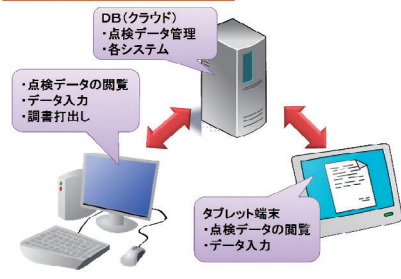 DB(クラウド)
・点検データ管理
・各システム
・点検データの閲覧
・データ入力
・調書打出し
タブレット端末
・点検データの閲覧
・データ入力